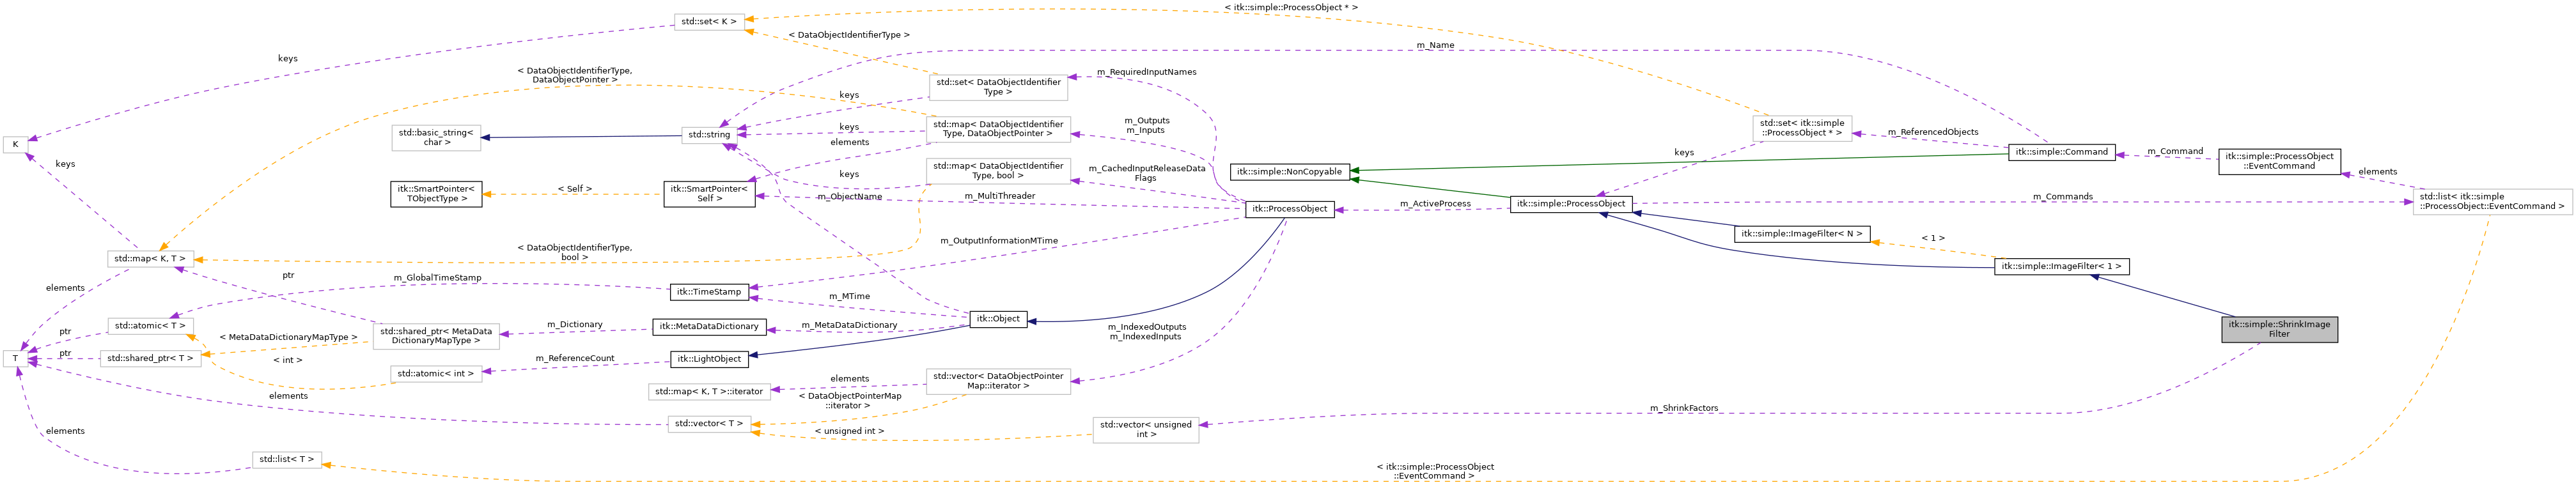 < itk::simple::ProcessObject * >
std::set< K >
< DataObjectIdentifierType >
m_Name
keys
< DataObjectIdentifierType,
DataObjectPointer >
m_RequiredInputNames
std::set< DataObjectIdentifier
Type >
keys
std::map< DataObjectIdentifier
Type, DataObjectPointer >
m_Outputs
m_Inputs
std::set< itk::simple
::ProcessObject * >
m_ReferencedObjects
std::basic_string<
char >
std::string
keys
elements
K
keys
itk::simple::Command
m_Command
itk::simple::ProcessObject
::EventCommand
keys
std::map< DataObjectIdentifier
Type, bool >
m_CachedInputReleaseData
Flags
itk::simple::NonCopyable
elements
keys
itk::SmartPointer<
TObjectType >
< Self >
itk::SmartPointer<
Self >
m_ObjectName
m_MultiThreader
itk::ProcessObject
m_ActiveProcess
itk::simple::ProcessObject
m_Commands
std::list< itk::simple
::ProcessObject::EventCommand >
itk::simple::ImageFilter< N >
< 1 >
m_OutputInformationMTime
< DataObjectIdentifierType,
bool >
std::map< K, T >
itk::simple::ImageFilter< 1 >
ptr
m_GlobalTimeStamp
elements
itk::TimeStamp
m_MTime
std::atomic< T >
ptr
< MetaDataDictionaryMapType >
std::shared_ptr< MetaData
DictionaryMapType >
m_Dictionary
itk::MetaDataDictionary
m_MetaDataDictionary
itk::Object
m_IndexedOutputs
m_IndexedInputs
itk::simple::ShrinkImage
Filter
T
ptr
std::shared_ptr< T >
< int >
std::atomic< int >
m_ReferenceCount
itk::LightObject
std::map< K, T >::iterator
elements
std::vector< DataObjectPointer
Map::iterator >
elements
< DataObjectPointerMap
::iterator >
m_ShrinkFactors
std::vector< T >
< unsigned int >
std::vector< unsigned
int >
elements
std::list< T >
< itk::simple::ProcessObject
::EventCommand >